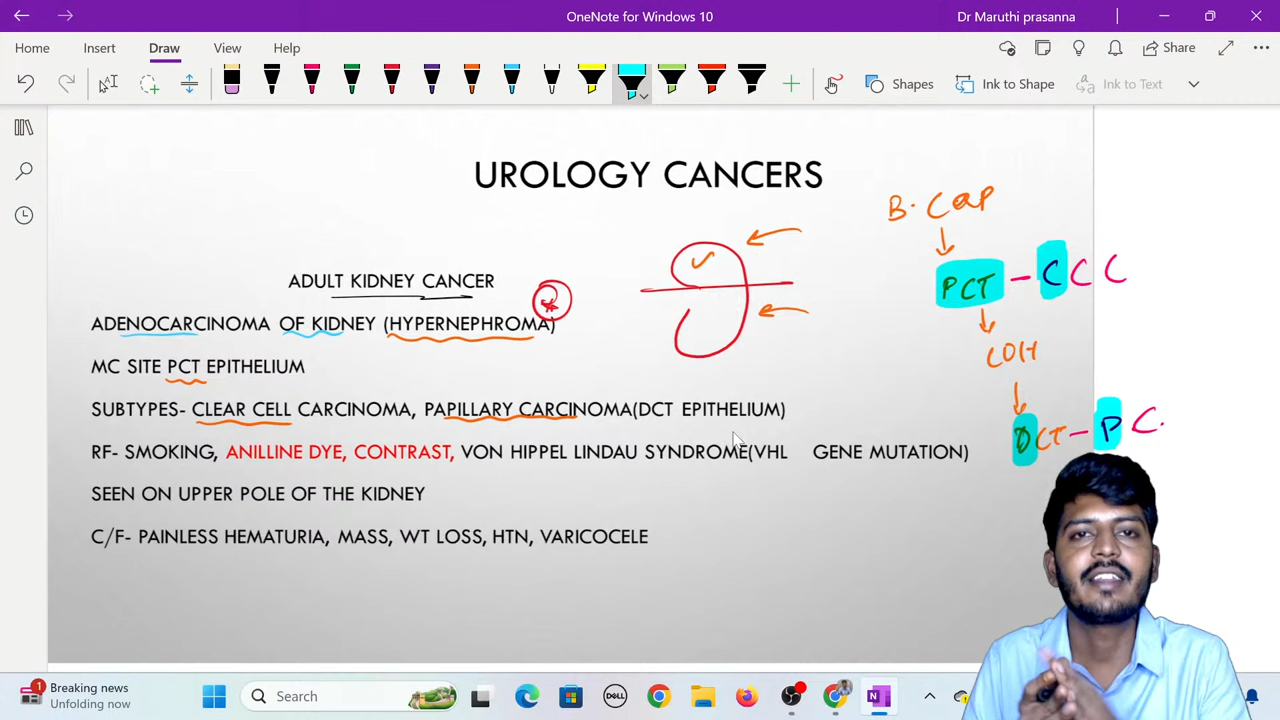 OneNote for Windows 10
Dr Maruthi prasanna
Home Insert Draw View Help
Share
Shapes
Ink to Shape
Ink to Text
UROLOGY CANCERS
B. Cap
PCT - CCC
LOH
DCT - P C.
ADULT KIDNEY CANCER
ADENOCARCINOMA OF KIDNEY (HYPERNEPHROMA)
MC SITE PCT EPITHELIUM
SUBTYPES- CLEAR CELL CARCINOMA, PAPILLARY CARCINOMA(DCT EPITHELIUM)
RF- SMOKING, ANILLINE DYE, CONTRAST, VON HIPPEL LINDAU SYNDROME(VHL GENE MUTATION)
SEEN ON UPPER POLE OF THE KIDNEY
C/F- PAINLESS HEMATURIA, MASS, WT LOSS, HTN, VARICOCELE
1
Breaking news
Unfolding now
Search
DELL